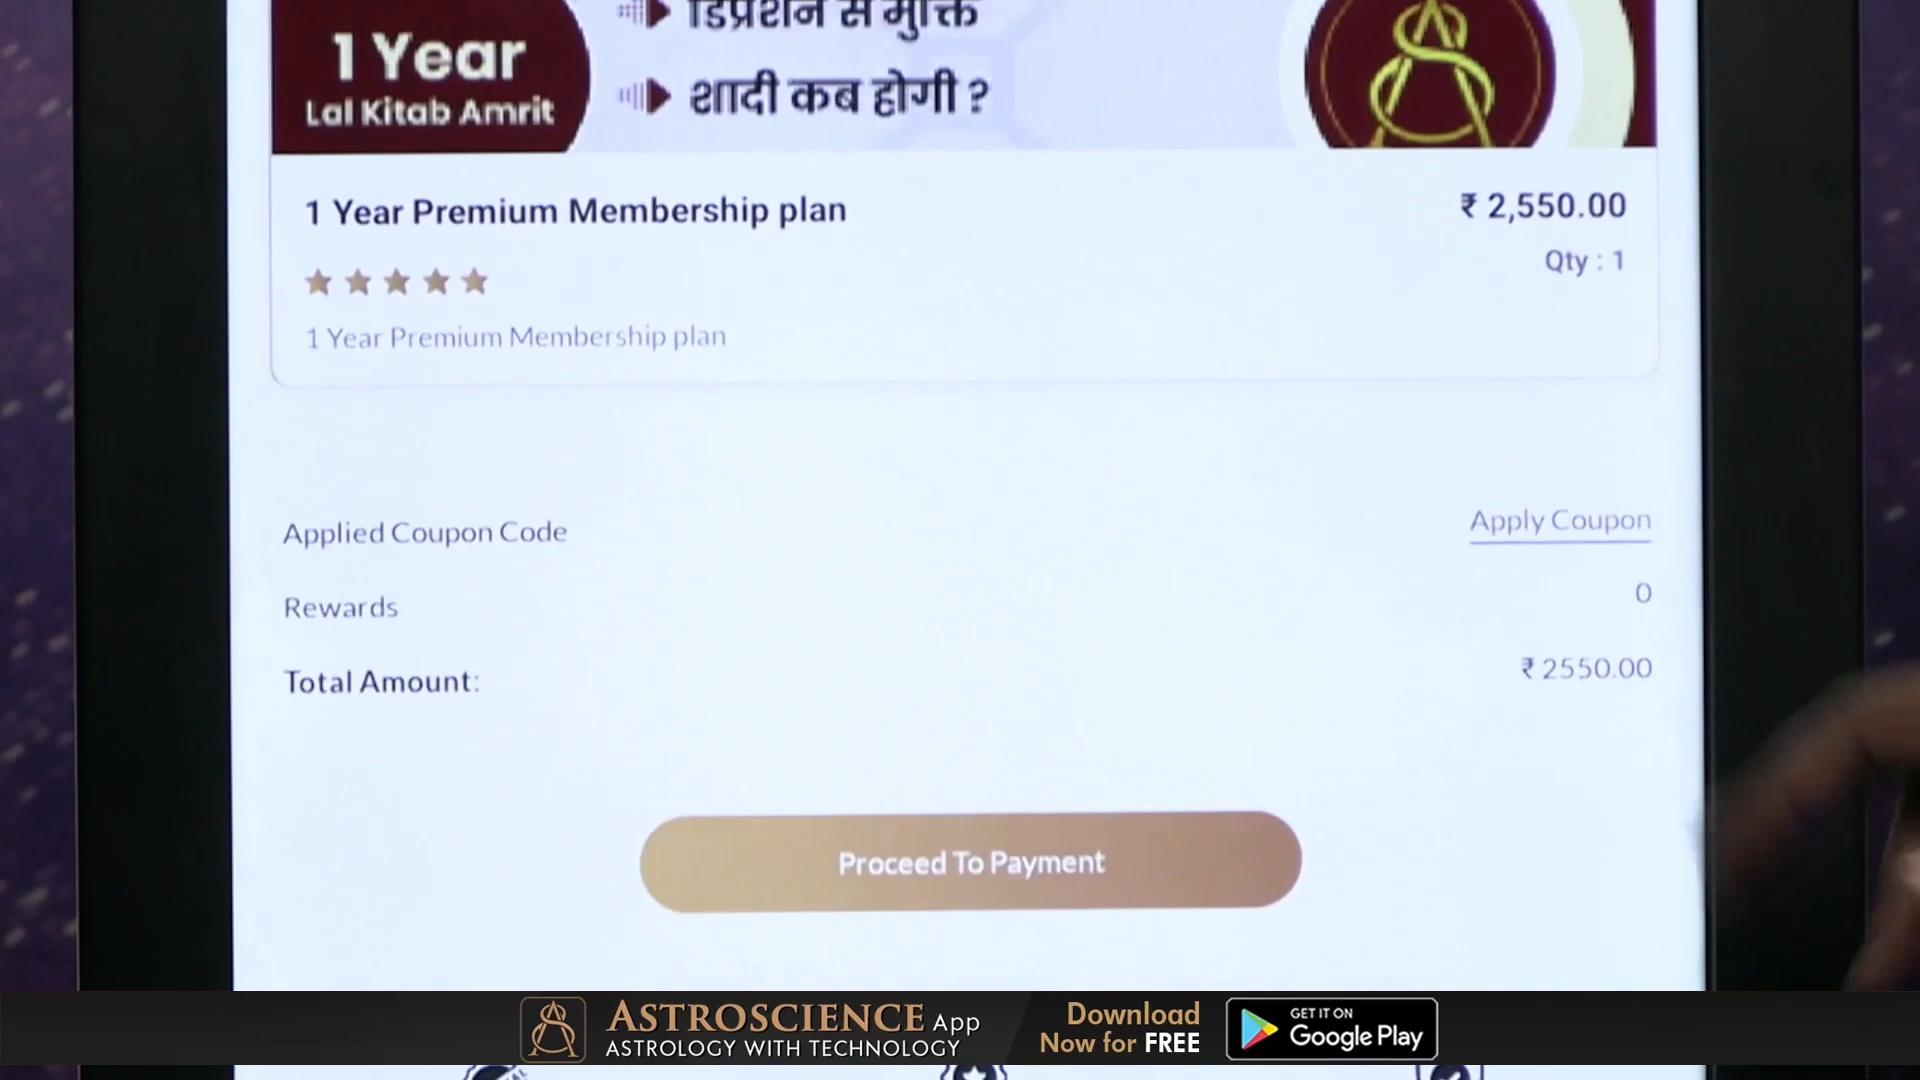 डिप्रेशन से मुक्ति
1 Year
Lal Kitab Amrit
शादी कब होगी ?
1 Year Premium Membership plan
₹ 2,550.00
Qty : 1
1 Year Premium Membership plan
Applied Coupon Code
Apply Coupon
Rewards
0
Total Amount:
₹ 2550.00
Proceed To Payment
ASTROSCIENCE App
ASTROLOGY WITH TECHNOLOGY
Download
Now for FREE
GET IT ON
Google Play